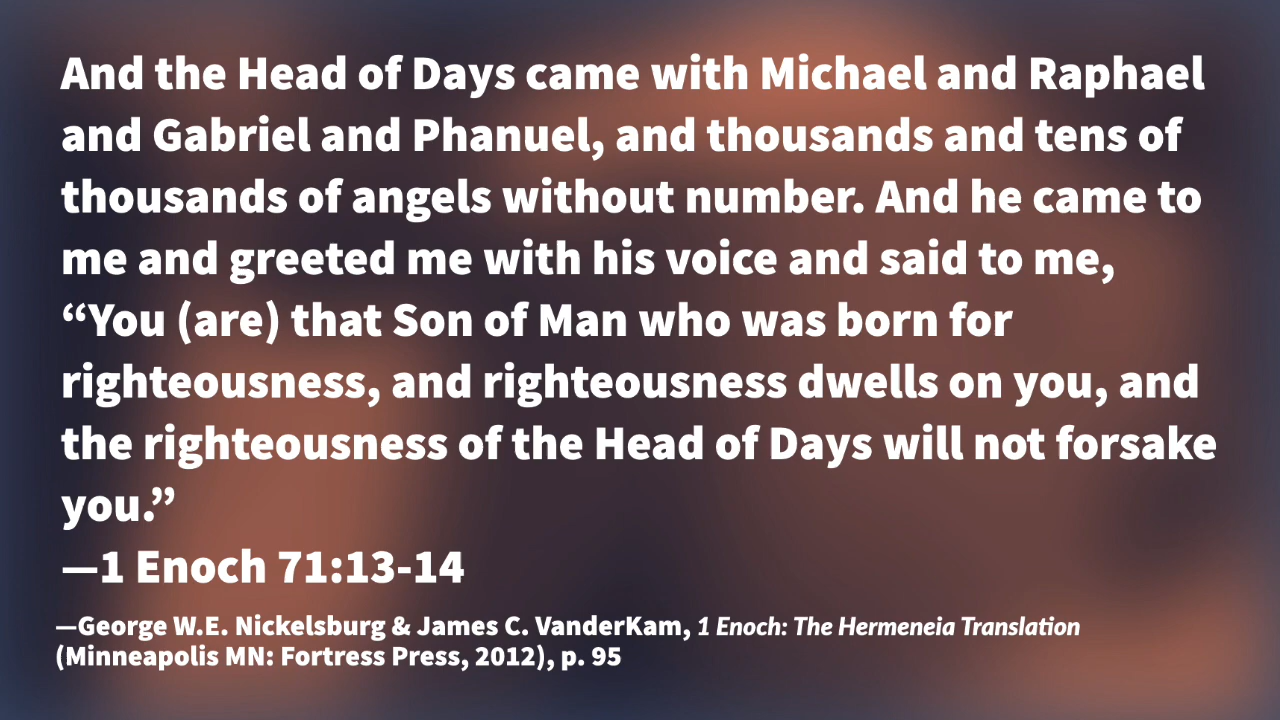 And the Head of Days came with Michael and Raphael
and Gabriel and Phanuel, and thousands and tens of
thousands of angels without number. And he came to
me and greeted me with his voice and said to me,
“You (are) that Son of Man who was born for
righteousness, and righteousness dwells on you, and
the righteousness of the Head of Days will not forsake
you.”
—1 Enoch 71:13-14
—George W.E. Nickelsburg & James C. VanderKam, 1 Enoch: The Hermeneia Translation
(Minneapolis MN: Fortress Press, 2012), p. 95